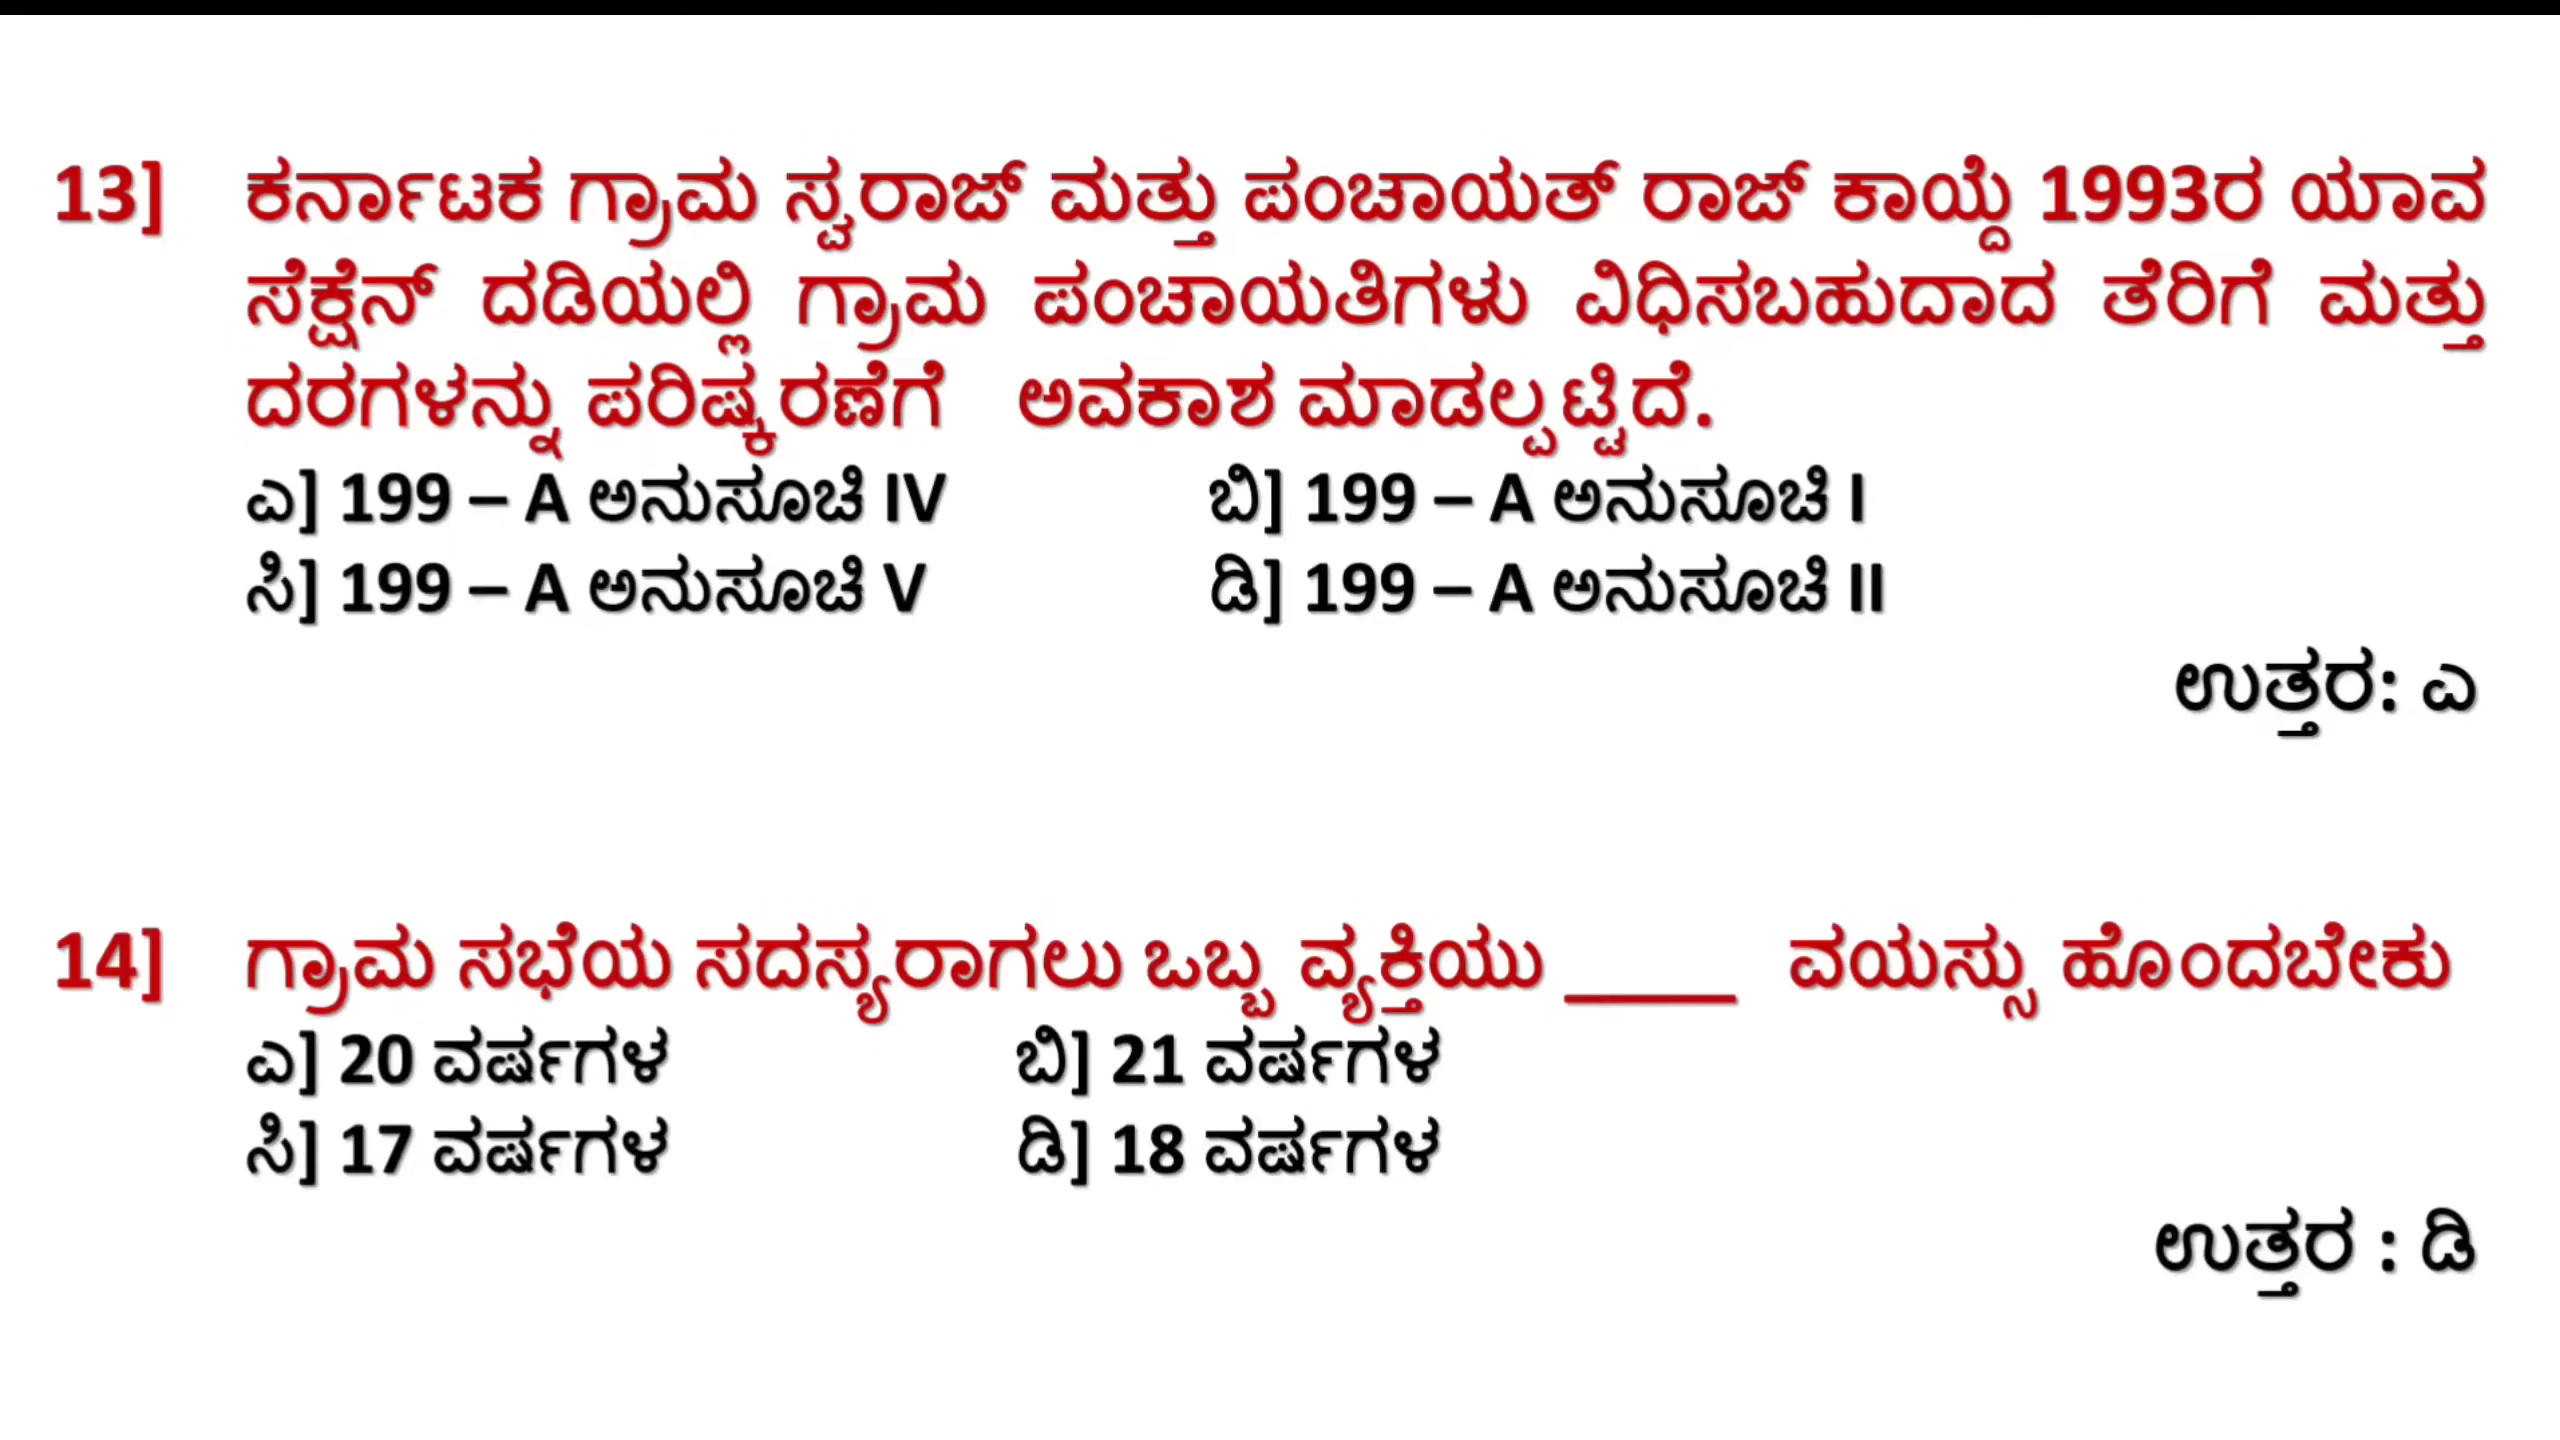 13] ಕರ್ನಾಟಕ ಗ್ರಾಮ ಸ್ವರಾಜ್ ಮತ್ತು ಪಂಚಾಯತ್ ರಾಜ್ ಕಾಯ್ದೆ 1993ರ ಯಾವ
ಸೆಕ್ಷೆನ್ ದಡಿಯಲ್ಲಿ ಗ್ರಾಮ ಪಂಚಾಯತಿಗಳು ವಿಧಿಸಬಹುದಾದ ತೆರಿಗೆ ಮತ್ತು
ದರಗಳನ್ನು ಪರಿಷ್ಕರಣೆಗೆ ಅವಕಾಶ ಮಾಡಲ್ಪಟ್ಟಿದೆ.
ಎ] 199 – A ಅನುಸೂಚಿ IV ಬಿ] 199 – A ಅನುಸೂಚಿ I
ಸಿ] 199 – A ಅನುಸೂಚಿ V ಡಿ] 199 – A ಅನುಸೂಚಿ II
ಉತ್ತರ: ಎ
14] ಗ್ರಾಮ ಸಭೆಯ ಸದಸ್ಯರಾಗಲು ಒಬ್ಬ ವ್ಯಕ್ತಿಯು ____ ವಯಸ್ಸು ಹೊಂದಬೇಕು
ಎ] 20 ವರ್ಷಗಳ ಬಿ] 21 ವರ್ಷಗಳ
ಸಿ] 17 ವರ್ಷಗಳ ಡಿ] 18 ವರ್ಷಗಳ
ಉತ್ತರ : ಡಿ